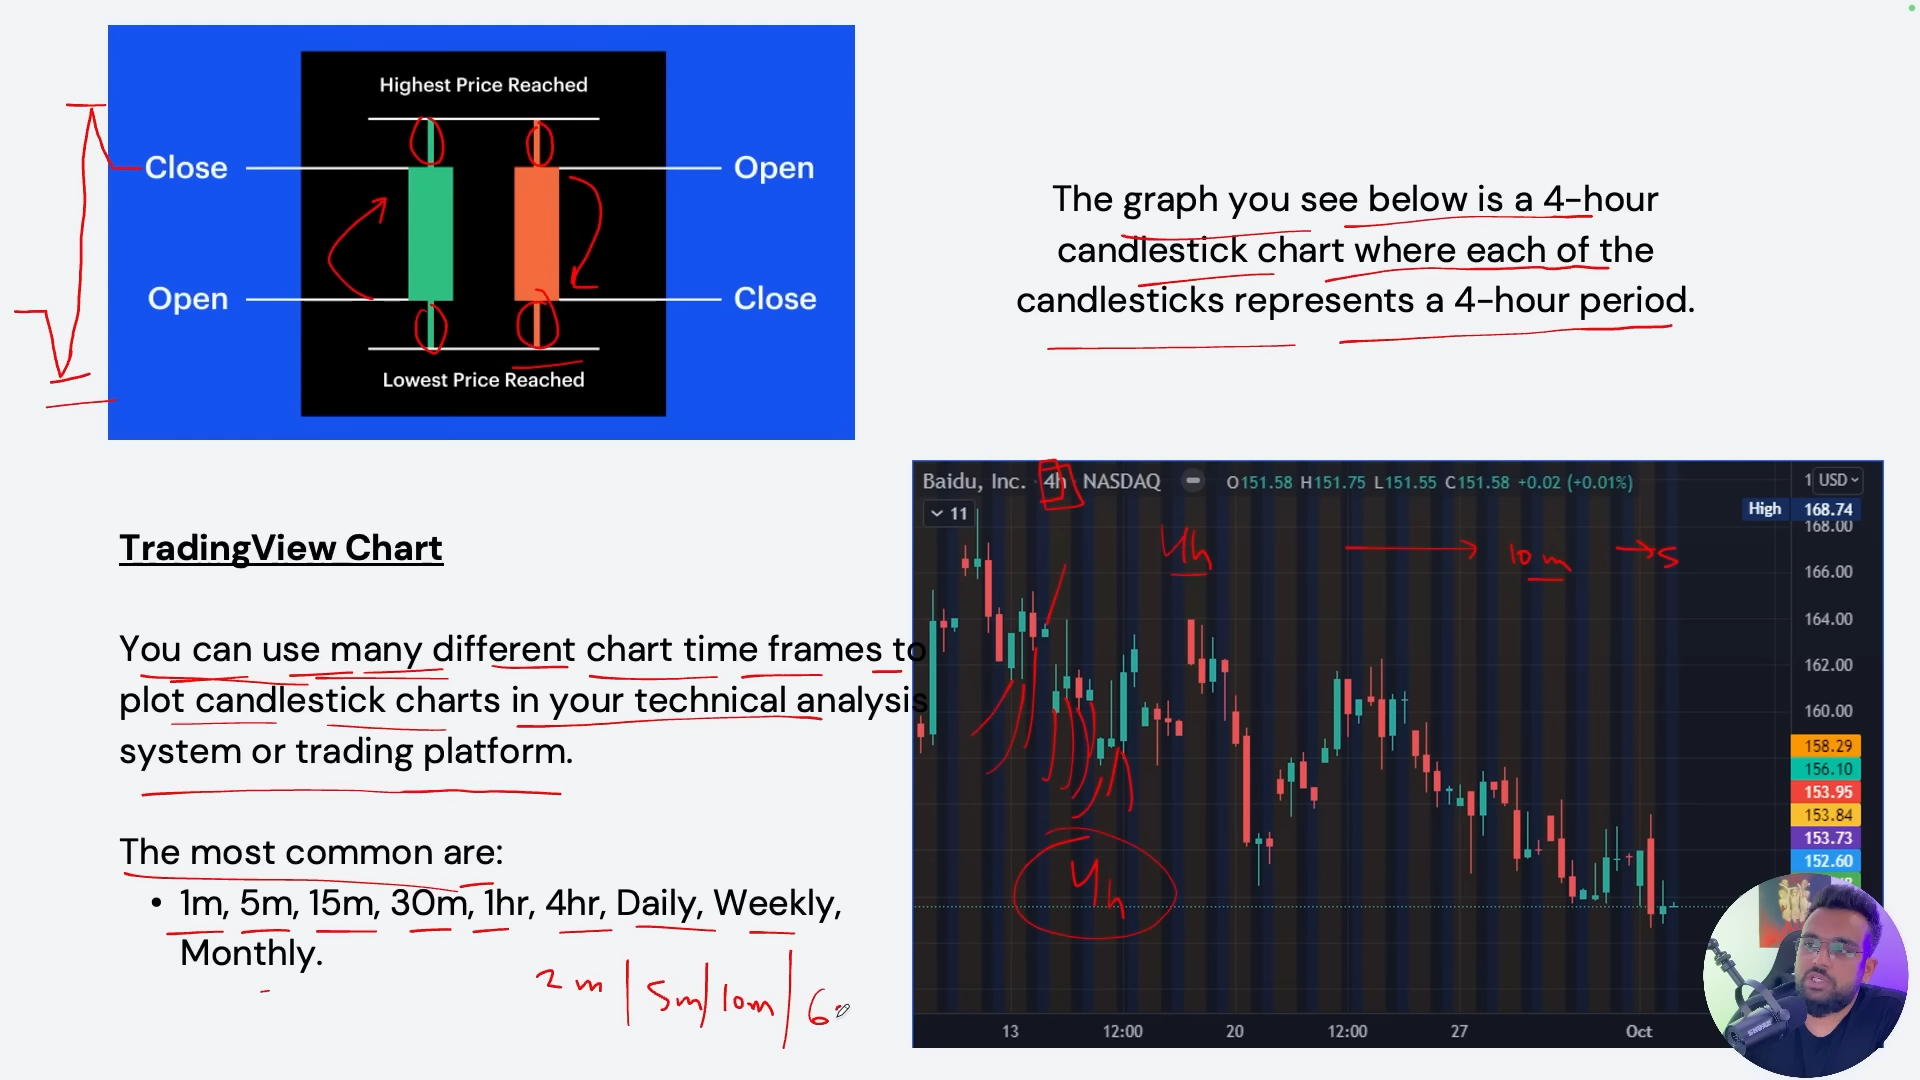 Highest Price Reached
Close
Open
Open
Close
Lowest Price Reached
The graph you see below is a 4-hour
candlestick chart where each of the
candlesticks represents a 4-hour period.
TradingView Chart
You can use many different chart time frames to
plot candlestick charts in your technical analysis
system or trading platform.
The most common are:
• 1m, 5m, 15m, 30m, 1hr, 4hr, Daily, Weekly,
Monthly.
2m | 5m | 10m | 6
Baidu, Inc. · 4h · NASDAQ O151.58 H151.75 L151.55 C151.58 +0.02 (+0.01%)
1 USD
11
High 168.74
168.00
4h → 10m → 5
166.00
164.00
162.00
160.00
158.29
156.10
153.95
153.84
153.73
152.60
4h
13 12:00 20 12:00 27 Oct